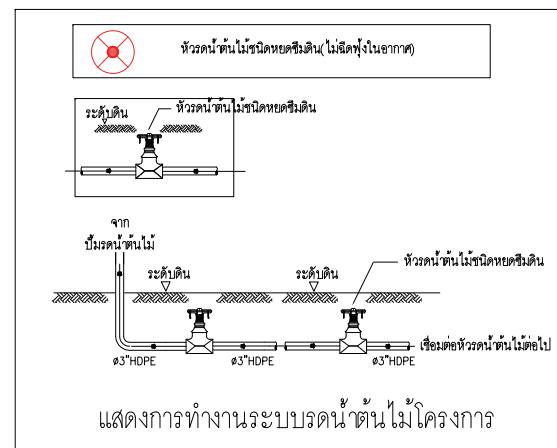 หัวรดน้ำต้นไม้ชนิดหยดซึมดิน(ไม่ฉีดฟุ้งในอากาศ)
หัวรดน้ำต้นไม้ชนิดหยดซึมดิน
ระดับดิน
จาก
ปั๊มรดน้ำต้นไม้
หัวรดน้ำต้นไม้ชนิดหยดซึมดิน
ระดับดิน
ระดับดิน
เชื่อมต่อหัวรดน้ำต้นไม้ต่อไป
ø3"HDPE
ø3"HDPE
ø3"HDPE
แสดงการทำงานระบบรดน้ำต้นไม้โครงการ